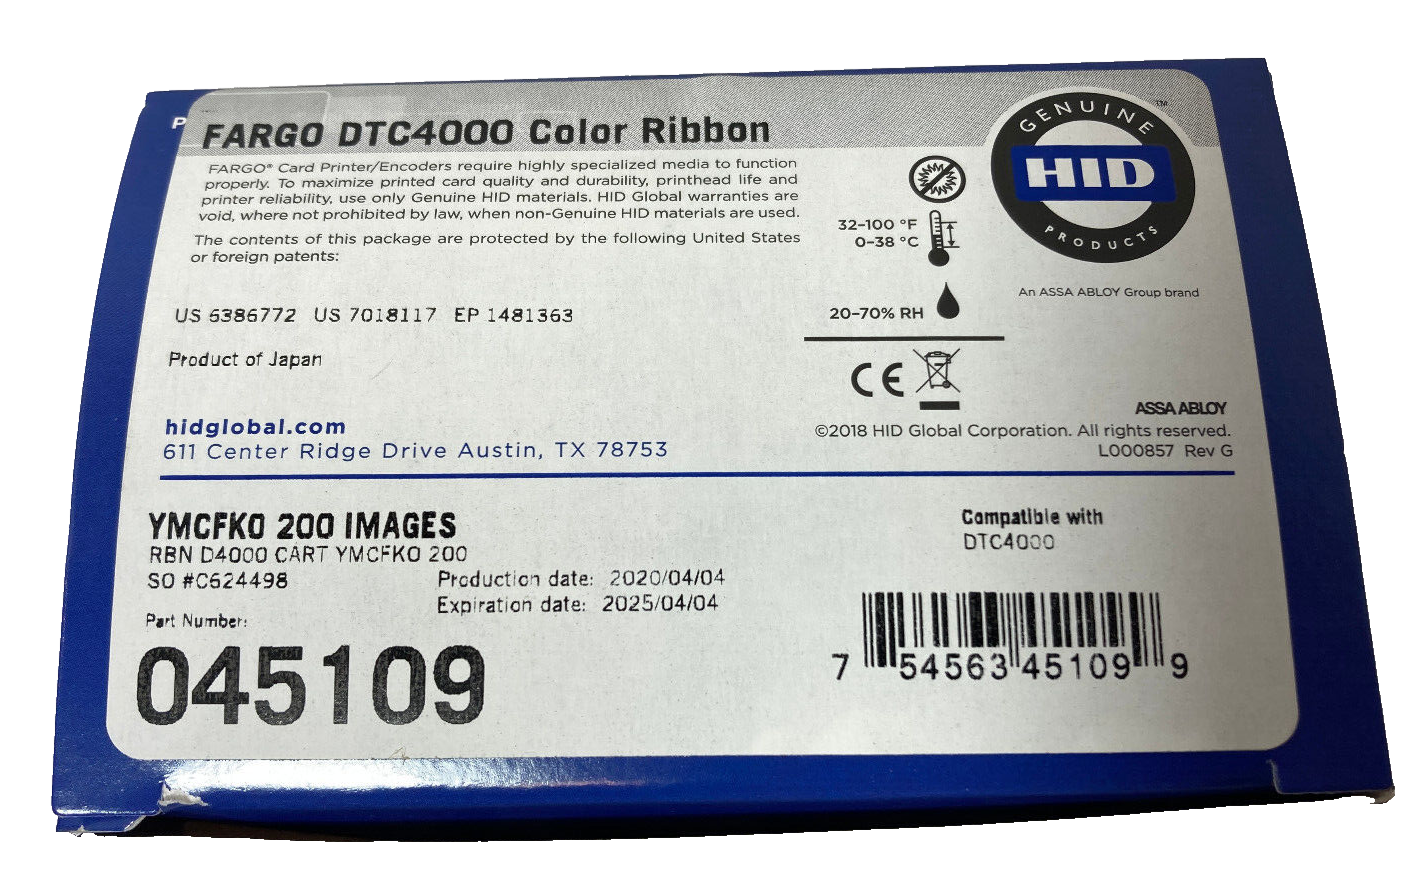 P
FARGO DTC4000 Color Ribbon
FARGO® Card Printer/Encoders require highly specialized media to function
properly. To maximize printed card quality and durability, printhead life and
printer reliability, use only Genuine HID materials. HID Global warranties are
void, where not prohibited by law, when non-Genuine HID materials are used.
The contents of this package are protected by the following United States
or foreign patents:
US 6386772 US 7018117 EP 1481363
Product of Japan
hidglobal.com
611 Center Ridge Drive Austin, TX 78753
GENUINE
™
HID
PRODUCTS
An ASSA ABLOY Group brand
32-100 °F
0-38 °C
20-70% RH
CE
ASSA ABLOY
©2018 HID Global Corporation. All rights reserved.
L000857 Rev G
YMCFKO 200 IMAGES
RBN D4000 CART YMCFKO 200
SO #C624498
Production date: 2020/04/04
Expiration date: 2025/04/04
Part Number:
045109
Compatible with
DTC4000
7 54563 45109 9